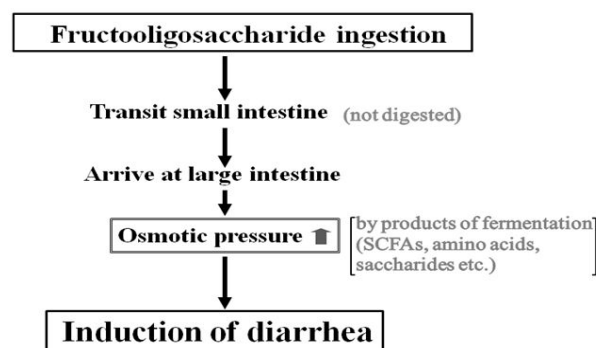 Fructooligosaccharide ingestion
Transit small intestine (not digested)
Arrive at large intestine
Osmotic pressure
by products of fermentation
(SCFAs, amino acids,
saccharides etc.)
Induction of diarrhea